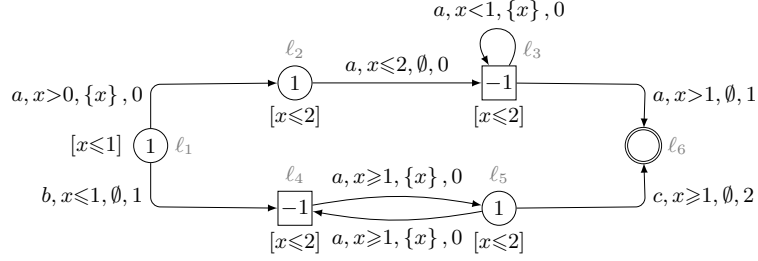 a, x<1, {x}, 0
ℓ₂
ℓ₃
a, x⩽2, ∅, 0
1
−1
a, x>0, {x}, 0
a, x>1, ∅, 1
[x⩽2]
[x⩽2]
[x⩽1]
1
ℓ₁
ℓ₆
ℓ₄
ℓ₅
a, x⩾1, {x}, 0
b, x⩽1, ∅, 1
−1
1
c, x⩾1, ∅, 2
a, x⩾1, {x}, 0
[x⩽2]
[x⩽2]